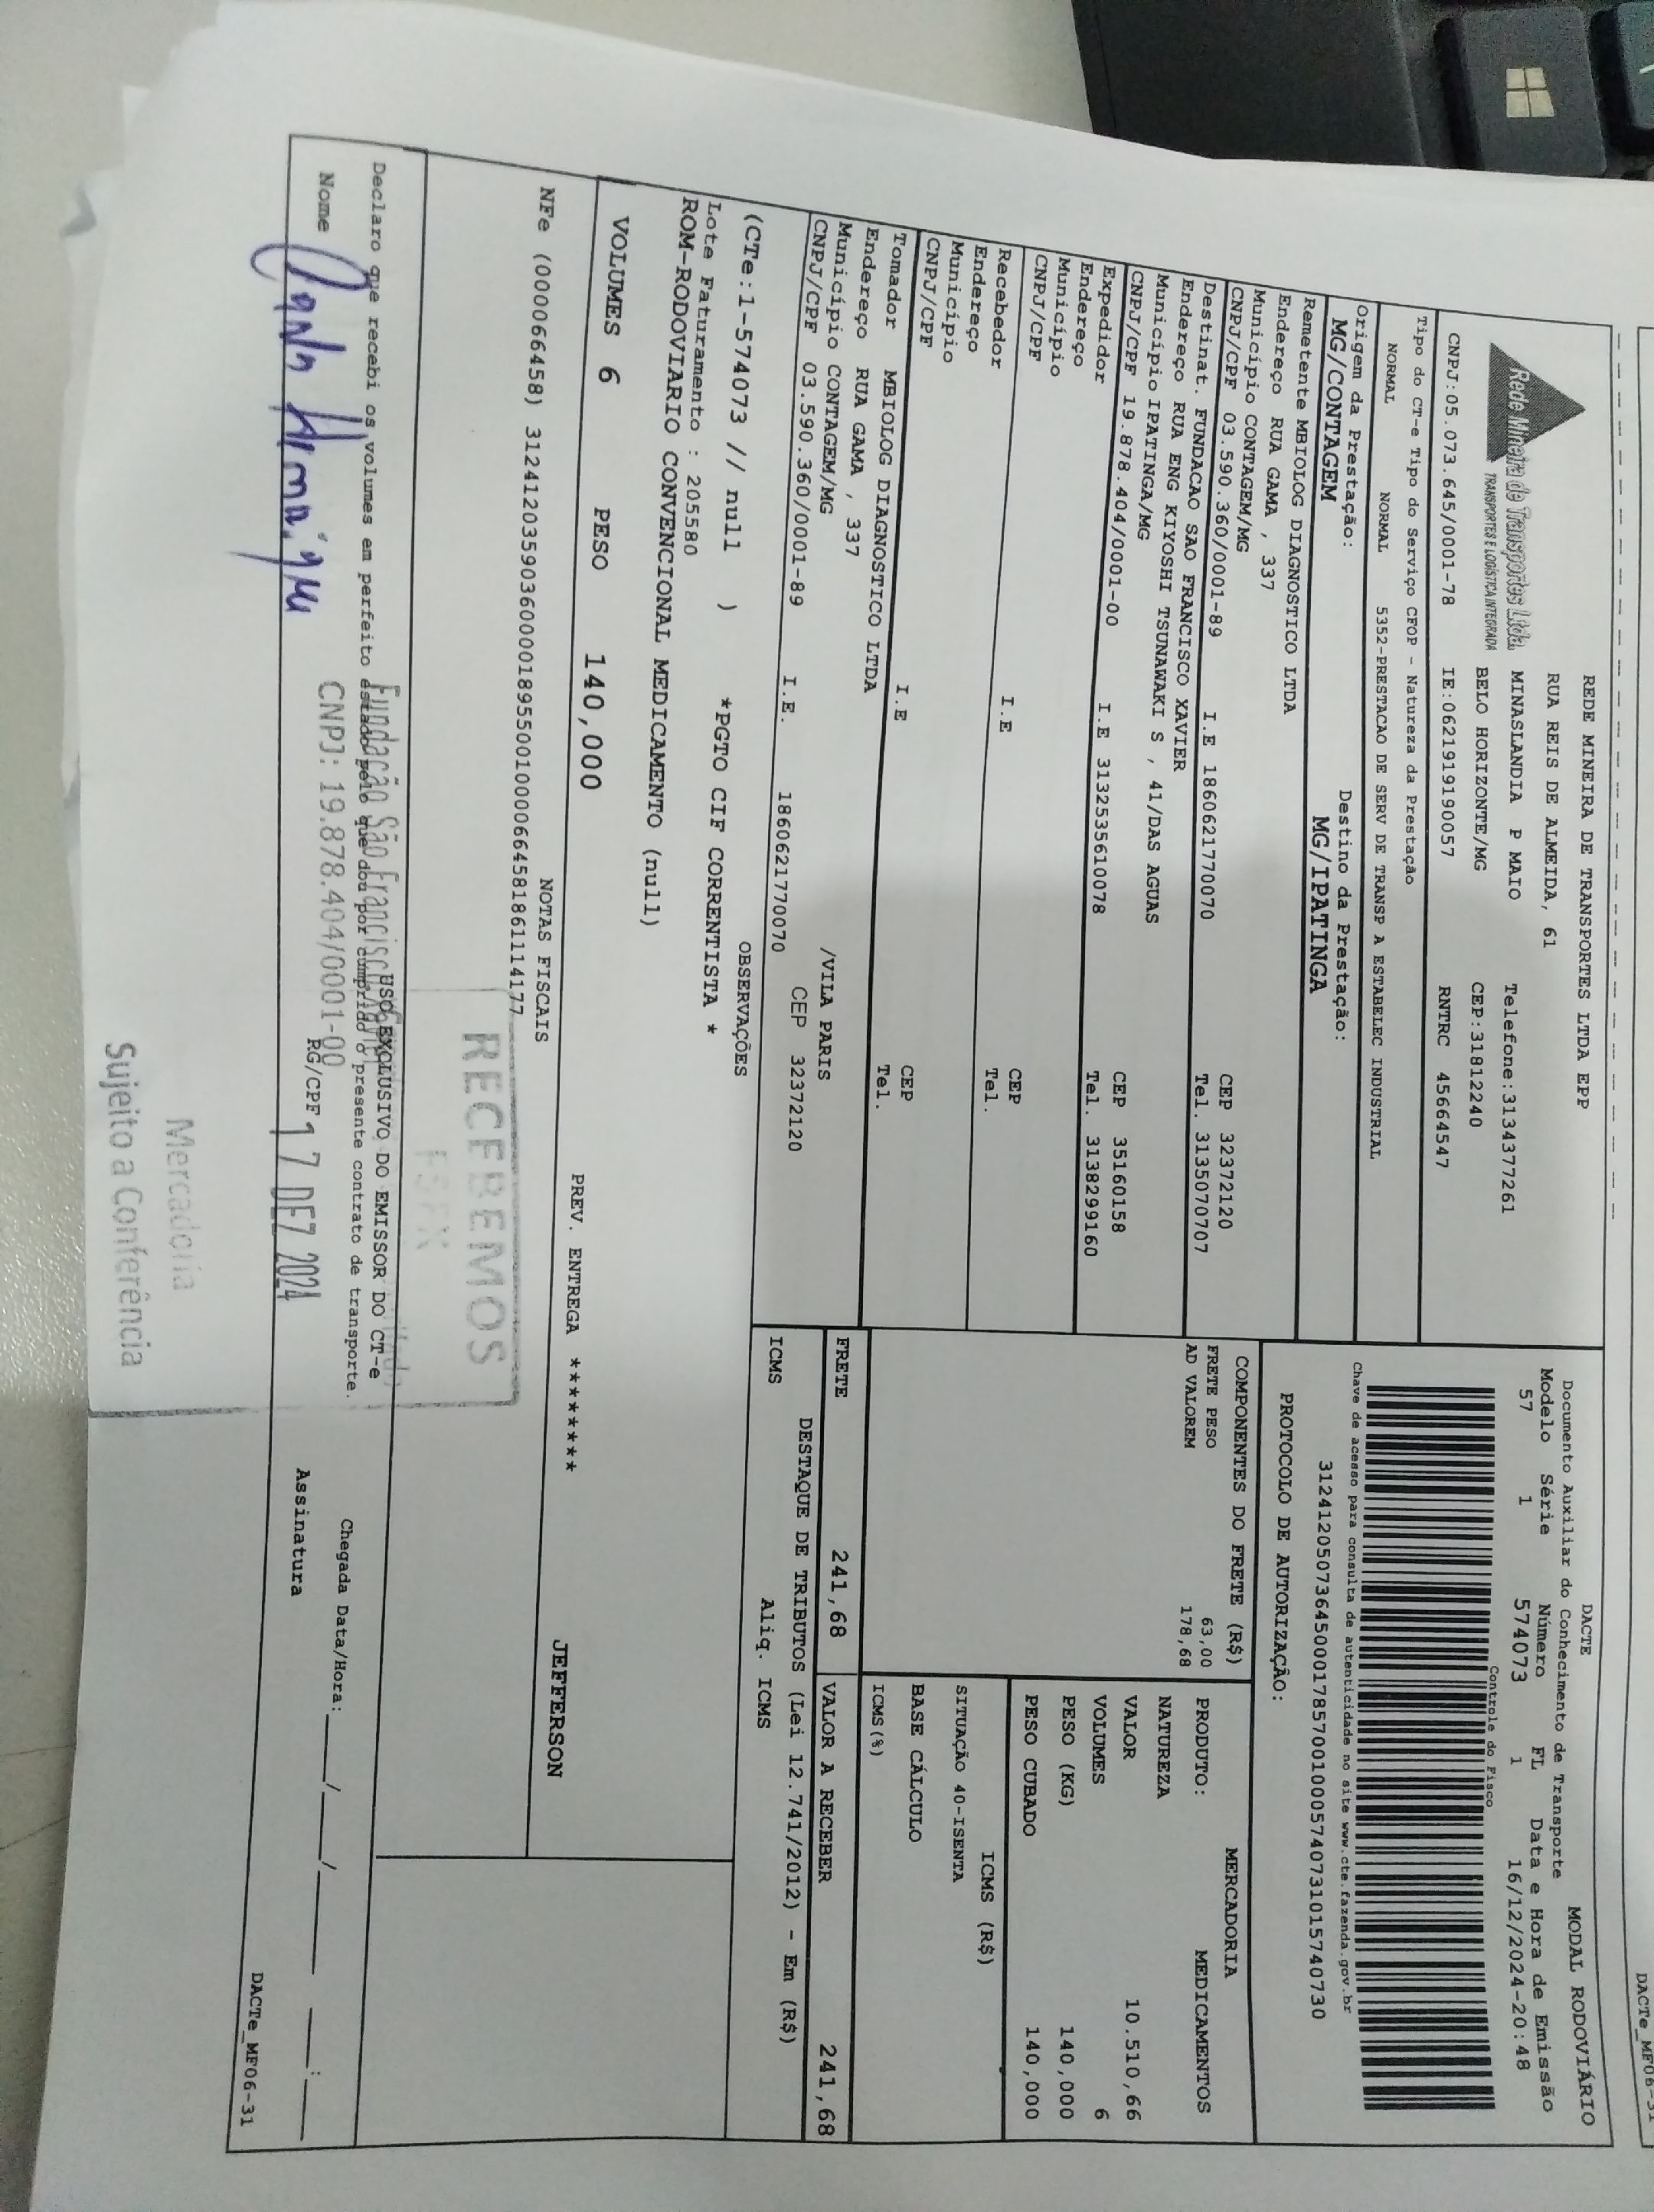 DACTe_MF06-31
Rede Mineira de Transportes Ltda.
TRANSPORTES E LOGÍSTICA INTEGRADA
REDE MINEIRA DE TRANSPORTES LTDA EPP
RUA REIS DE ALMEIDA, 61
MINASLANDIA P MAIO Telefone:3134377261
BELO HORIZONTE/MG CEP:31812240
CNPJ:05.073.645/0001-78 IE:0621919190057 RNTRC 45664547
DACTE MODAL RODOVIÁRIO
Documento Auxiliar do Conhecimento de Transporte
Modelo Série Número FL Data e Hora de Emissão
57 1 574073 1 16/12/2024-20:48
Controle do Fisco
Chave de acesso para consulta de autenticidade no site www.cte.fazenda.gov.br
31241205073645000178570010005740731015740730
PROTOCOLO DE AUTORIZAÇÃO:
Tipo do CT-e Tipo do Serviço CFOP - Natureza da Prestação
NORMAL NORMAL 5352-PRESTACAO DE SERV DE TRANSP A ESTABELEC INDUSTRIAL
Origem da Prestação: Destino da Prestação:
MG/CONTAGEM MG/IPATINGA
Remetente MBIOLOG DIAGNOSTICO LTDA
Endereço RUA GAMA , 337
Município CONTAGEM/MG CEP 32372120
CNPJ/CPF 03.590.360/0001-89 I.E 1860621770070 Tel. 3135070707
Destinat. FUNDACAO SAO FRANCISCO XAVIER
Endereço RUA ENG KIYOSHI TSUNAWAKI S , 41/DAS AGUAS
Município IPATINGA/MG CEP 35160158
CNPJ/CPF 19.878.404/0001-00 I.E 3132535610078 Tel. 3138299160
Expedidor
Endereço
Município CEP
CNPJ/CPF I.E Tel.
Recebedor
Endereço
Município CEP
CNPJ/CPF I.E Tel.
Tomador MBIOLOG DIAGNOSTICO LTDA
Endereço RUA GAMA , 337 /VILA PARIS
Município CONTAGEM/MG CEP 32372120
CNPJ/CPF 03.590.360/0001-89 I.E. 1860621770070
COMPONENTES DO FRETE (R$)
FRETE PESO 63,00
AD VALOREM 178,68
MERCADORIA
PRODUTO: MEDICAMENTOS
NATUREZA
VALOR 10.510,66
VOLUMES 6
PESO (KG) 140,000
PESO CUBADO 140,000
ICMS (R$)
SITUAÇÃO 40-ISENTA
BASE CÁLCULO
ICMS(%)
FRETE 241,68 VALOR A RECEBER 241,68
DESTAQUE DE TRIBUTOS (Lei 12.741/2012) - Em (R$)
ICMS Aliq. ICMS
OBSERVAÇÕES
(CTe:1-574073 // null ) *PGTO CIF CORRENTISTA *
Lote Faturamento : 205580
ROM-RODOVIARIO CONVENCIONAL MEDICAMENTO (null)
VOLUMES 6 PESO 140,000 PREV. ENTREGA ******** JEFFERSON
NOTAS FISCAIS
NFe (000066458) 31241203590360000189550010000664581861114177
RECEBEMOS
FSFX
USO EXCLUSIVO DO EMISSOR DO CT-e
Declaro que recebi os volumes em perfeito estado pelo que dou por cumprido o presente contrato de transporte.
Fundação São Francisco
CNPJ: 19.878.404/0001-00
Nome RG/CPF 17 DEZ 2024 Assinatura
Chegada Data/Hora:___/___/_____ ___:___
DACTe_MF06-31
Mercadoria
Sujeito a Conferência